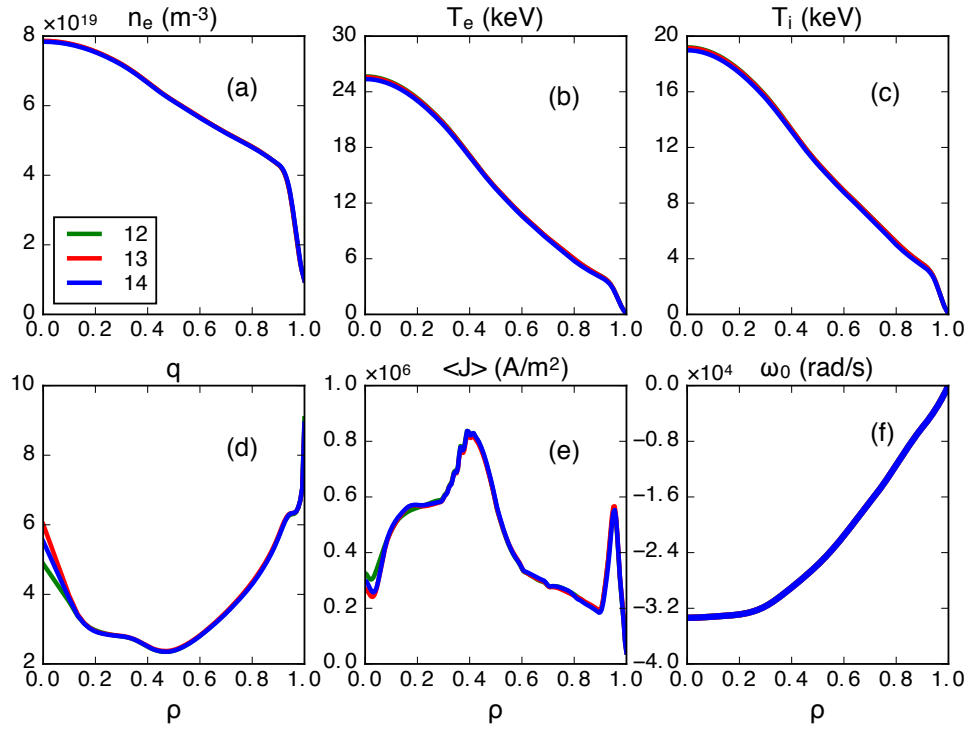 ×10¹⁹ nₑ (m⁻³)
Tₑ (keV)
Tᵢ (keV)
8
6
4
2
0
(a)
12
13
14
0.0 0.2 0.4 0.6 0.8 1.0
30
24
18
12
6
0
(b)
0.0 0.2 0.4 0.6 0.8 1.0
20
16
12
8
4
0
(c)
0.0 0.2 0.4 0.6 0.8 1.0
q
10
8
6
4
2
(d)
0.0 0.2 0.4 0.6 0.8 1.0
ρ
×10⁶ <J> (A/m²)
1.0
0.8
0.6
0.4
0.2
0.0
(e)
0.0 0.2 0.4 0.6 0.8 1.0
ρ
×10⁴ ω₀ (rad/s)
0.0
−0.8
−1.6
−2.4
−3.2
−4.0
(f)
0.0 0.2 0.4 0.6 0.8 1.0
ρ